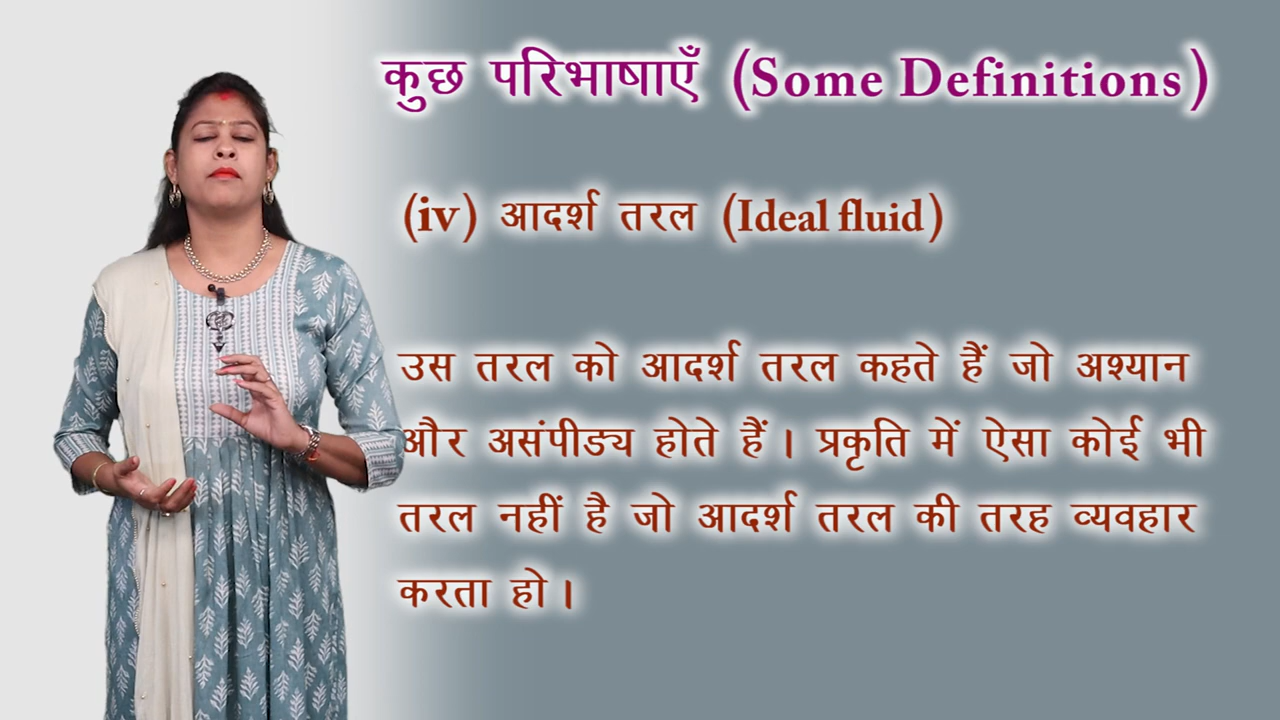 कुछ परिभाषाएँ (Some Definitions)
(iv) आदर्श तरल (Ideal fluid)
उस तरल को आदर्श तरल कहते हैं जो अश्यान
और असंपीड्य होते हैं। प्रकृति में ऐसा कोई भी
तरल नहीं है जो आदर्श तरल की तरह व्यवहार
करता हो।